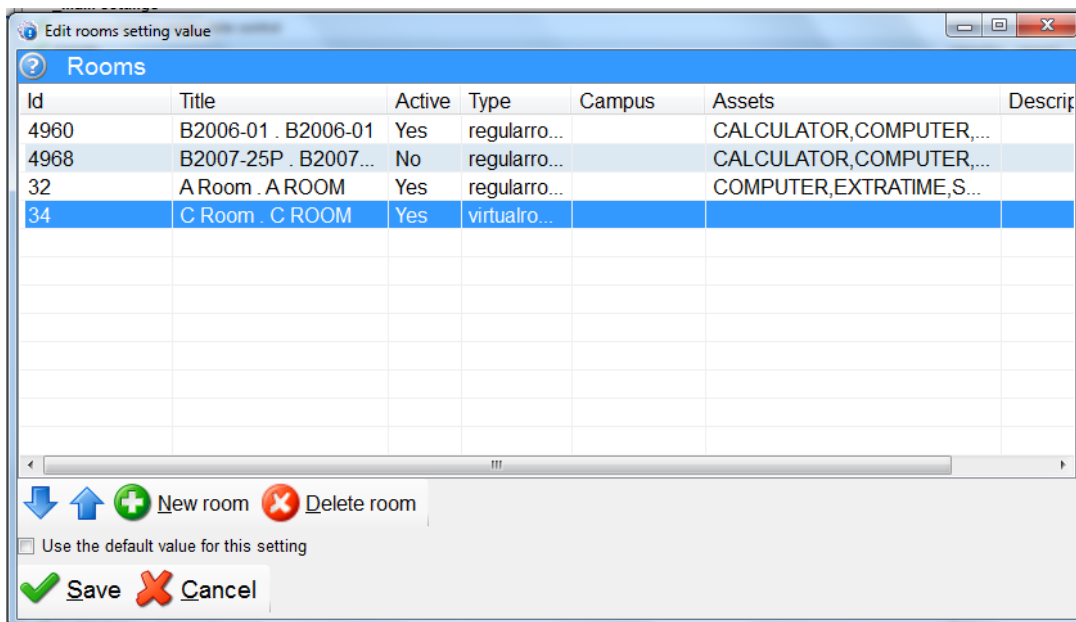 Edit rooms setting value
Rooms
Id Title Active Type Campus Assets Descrip
4960 B2006-01 . B2006-01 Yes regularro... CALCULATOR,COMPUTER,...
4968 B2007-25P . B2007... No regularro... CALCULATOR,COMPUTER,...
32 A Room . A ROOM Yes regularro... COMPUTER,EXTRATIME,S...
34 C Room . C ROOM Yes virtualro...
New room Delete room
Use the default value for this setting
Save Cancel